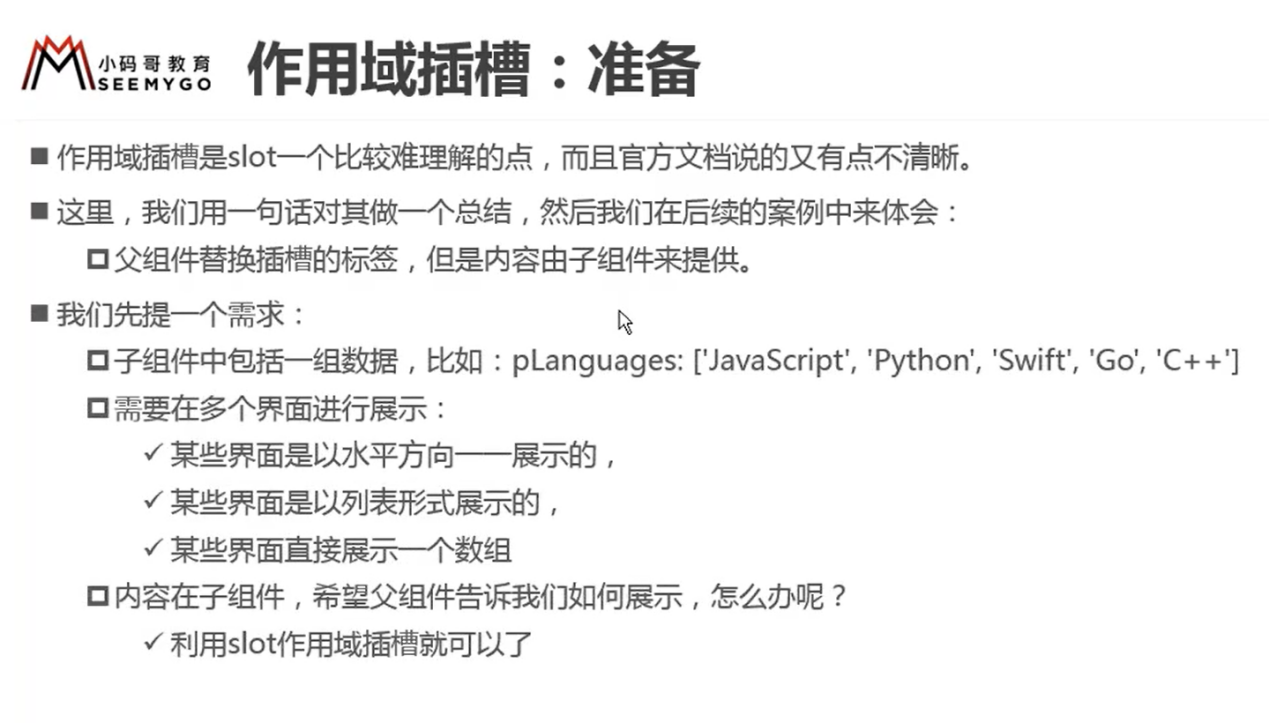 小码哥教育
SEEMYGO
作用域插槽：准备
作用域插槽是slot一个比较难理解的点，而且官方文档说的又有点不清晰。
这里，我们用一句话对其做一个总结，然后我们在后续的案例中来体会：
父组件替换插槽的标签，但是内容由子组件来提供。
我们先提一个需求：
子组件中包括一组数据，比如：pLanguages: ['JavaScript', 'Python', 'Swift', 'Go', 'C++']
需要在多个界面进行展示：
某些界面是以水平方向一一展示的，
某些界面是以列表形式展示的，
某些界面直接展示一个数组
内容在子组件，希望父组件告诉我们如何展示，怎么办呢？
利用slot作用域插槽就可以了